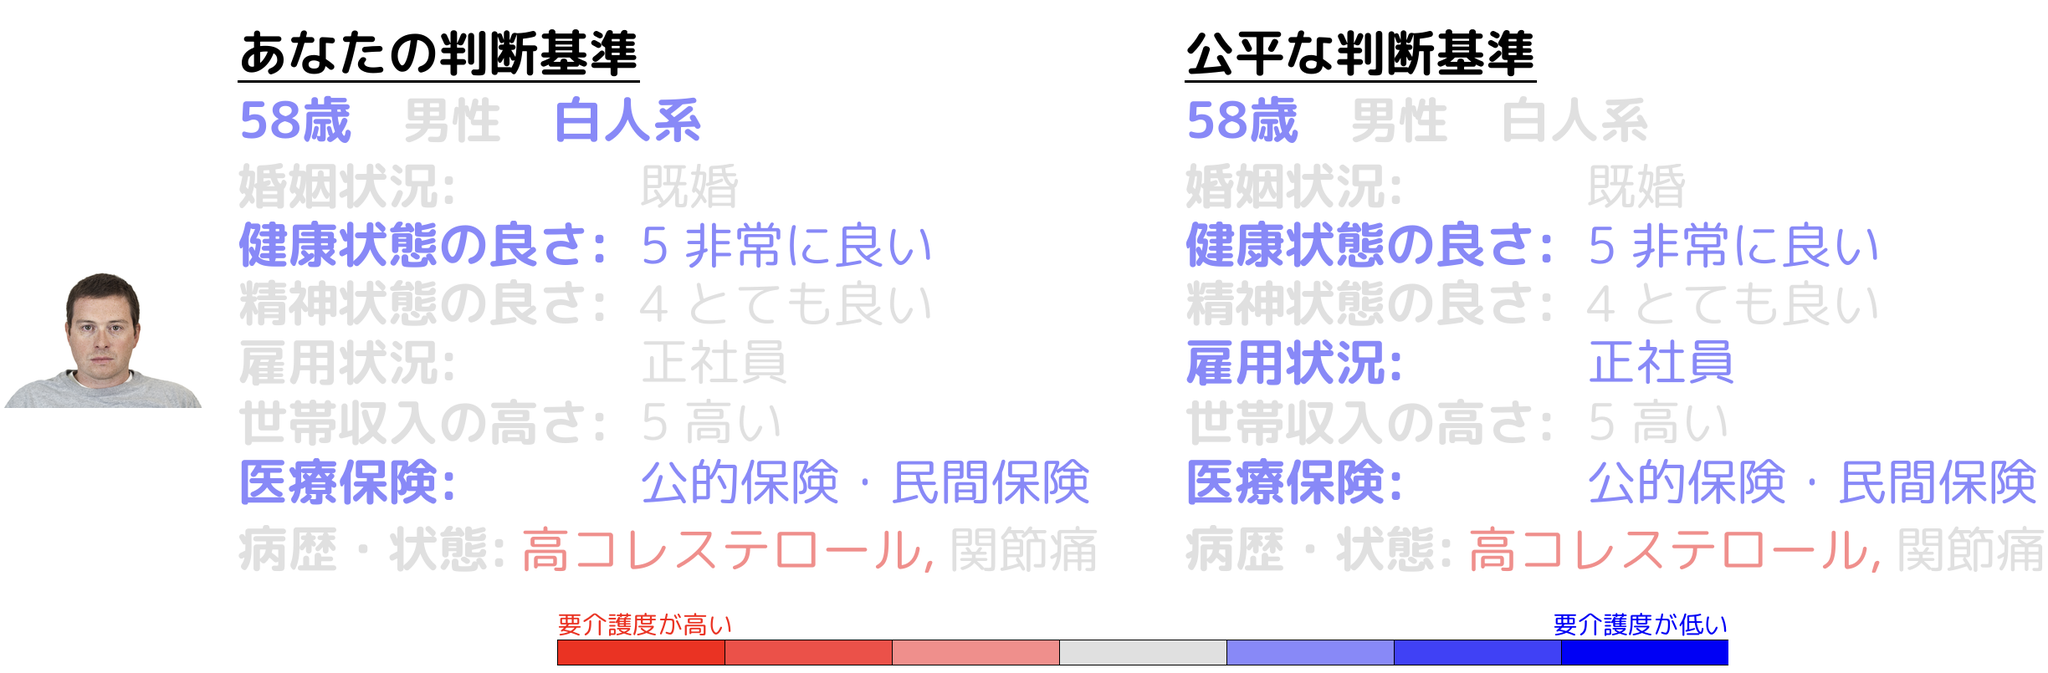 あなたの判断基準
58歳 男性 白人系
婚姻状況: 既婚
健康状態の良さ: 5 非常に良い
精神状態の良さ: 4 とても良い
雇用状況: 正社員
世帯収入の高さ: 5 高い
医療保険: 公的保険・民間保険
病歴・状態: 高コレステロール, 関節痛
公平な判断基準
58歳 男性 白人系
婚姻状況: 既婚
健康状態の良さ: 5 非常に良い
精神状態の良さ: 4 とても良い
雇用状況: 正社員
世帯収入の高さ: 5 高い
医療保険: 公的保険・民間保険
病歴・状態: 高コレステロール, 関節痛
要介護度が高い
要介護度が低い